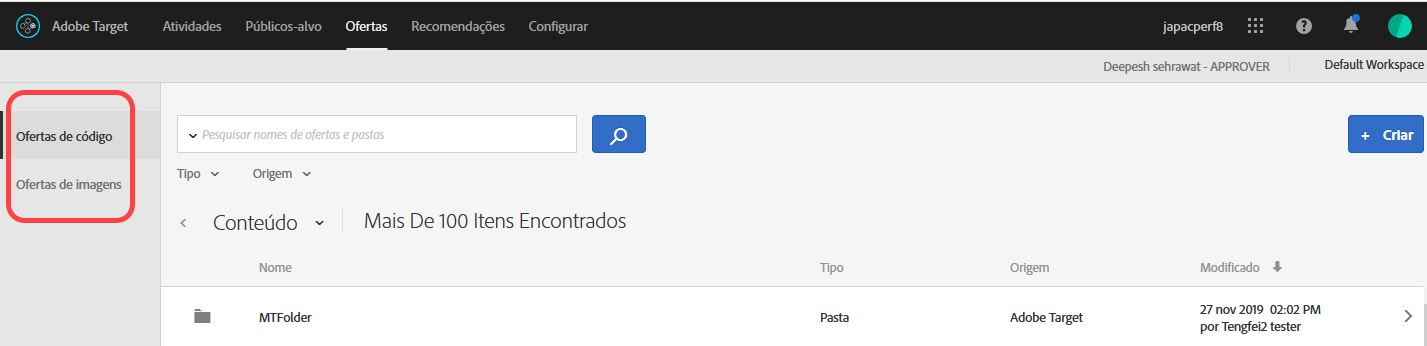 Adobe Target Atividades Públicos-alvo Ofertas Recomendações Configurar japacperf8
Deepesh sehrawat - APPROVER Default Workspace
Ofertas de código
Ofertas de imagens
Pesquisar nomes de ofertas e pastas
+ Criar
Tipo Origem
Conteúdo Mais De 100 Itens Encontrados
Nome Tipo Origem Modificado
MTFolder Pasta Adobe Target 27 nov 2019 02:02 PM
por Tengfei2 tester